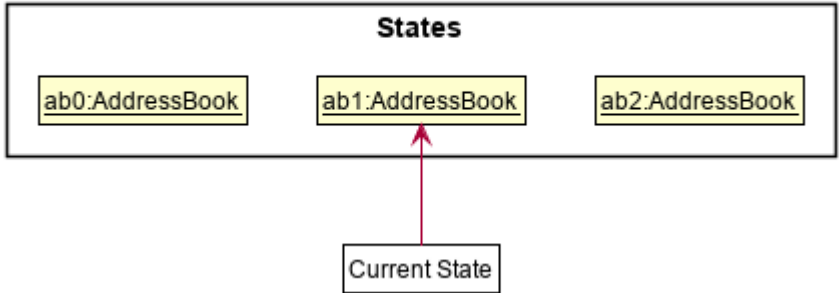 States
ab0:AddressBook
ab1:AddressBook
ab2:AddressBook
Current State